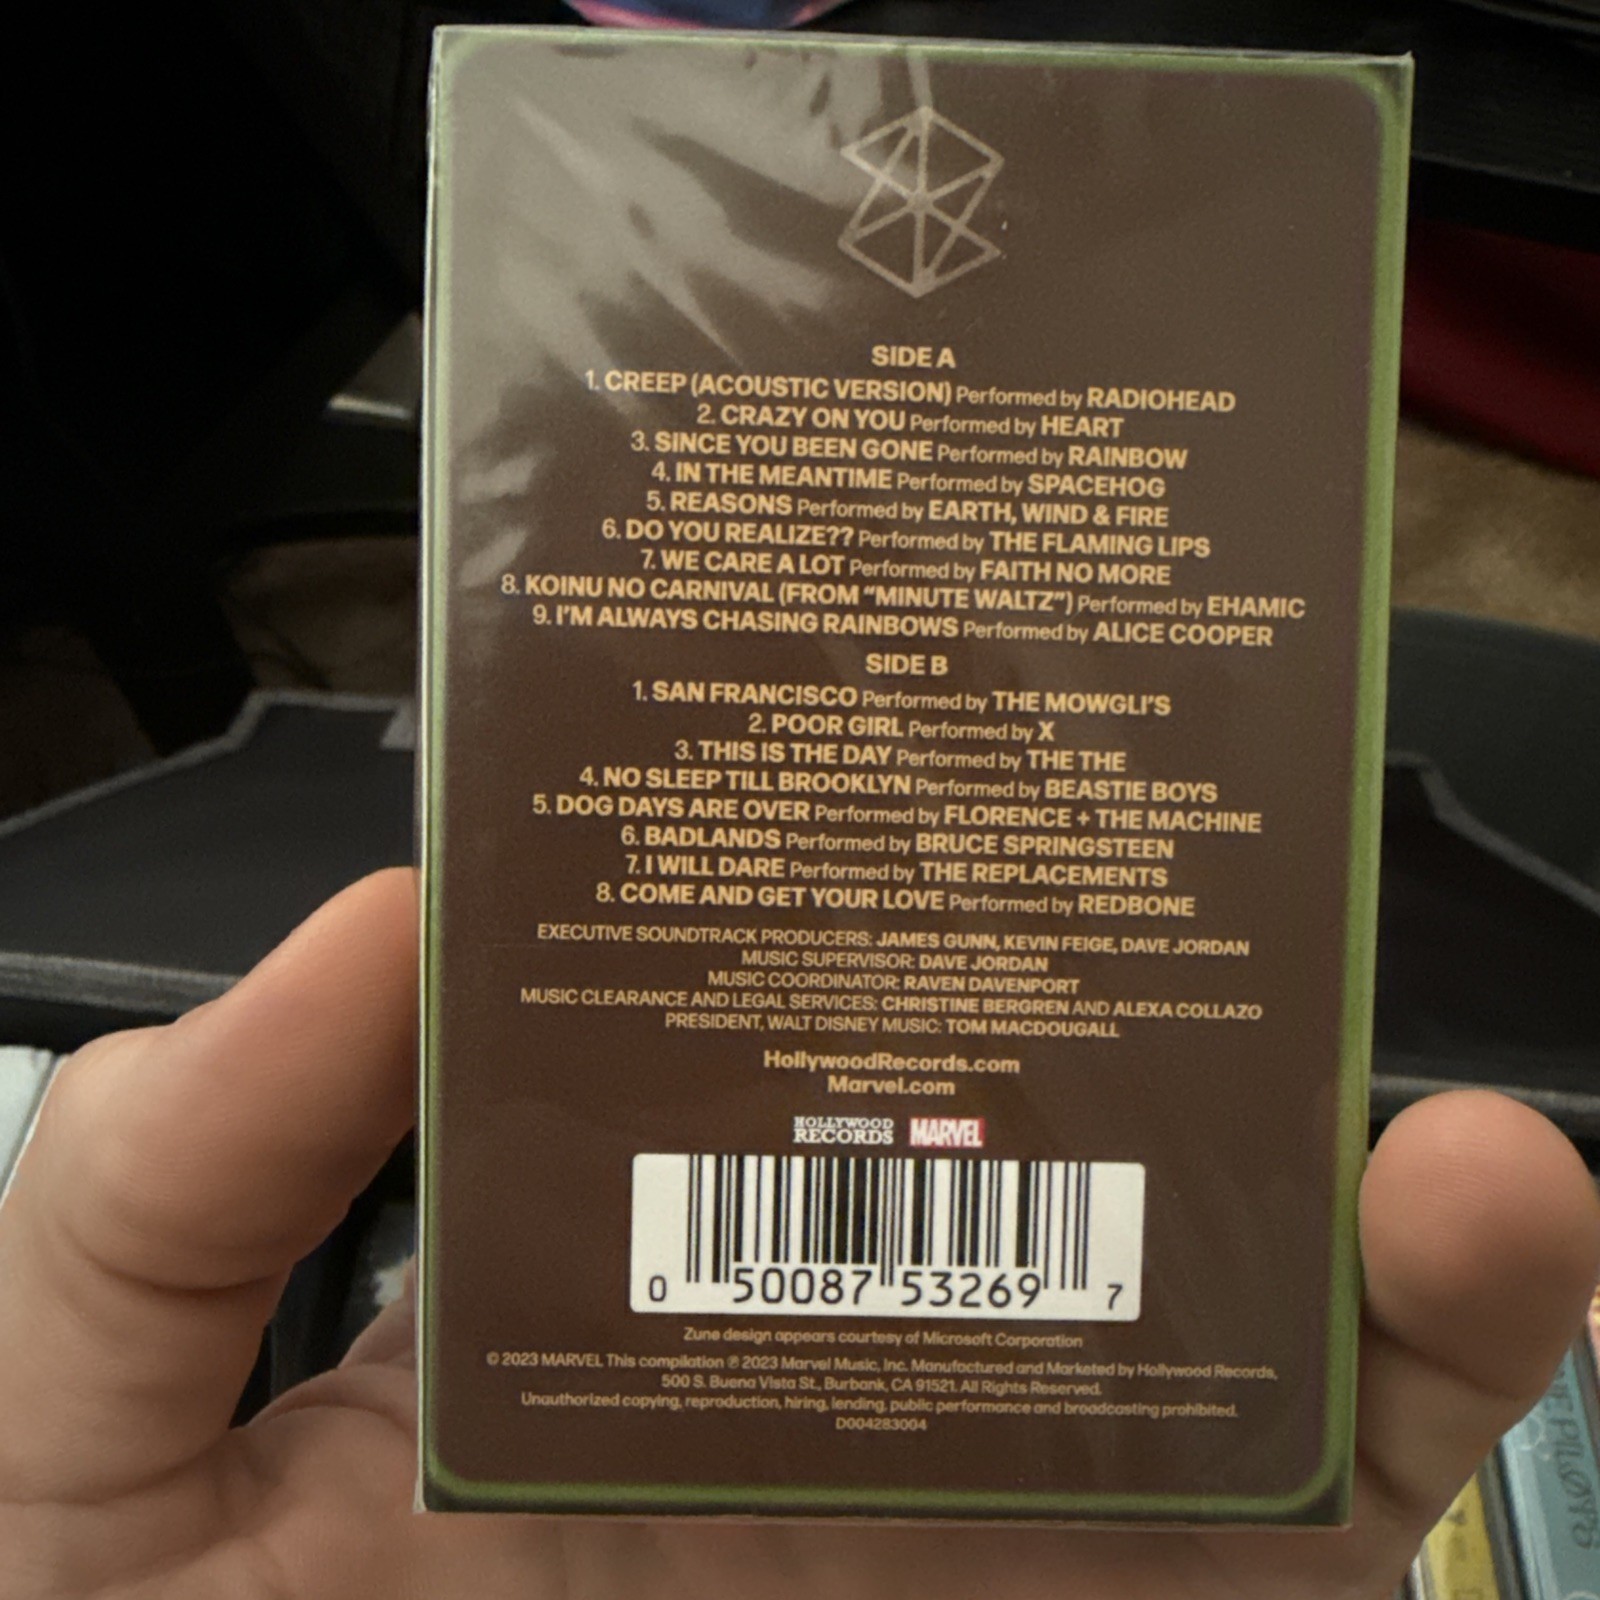 SIDE A
1. CREEP (ACOUSTIC VERSION) Performed by RADIOHEAD
2. CRAZY ON YOU Performed by HEART
3. SINCE YOU BEEN GONE Performed by RAINBOW
4. IN THE MEANTIME Performed by SPACEHOG
5. REASONS Performed by EARTH, WIND & FIRE
6. DO YOU REALIZE?? Performed by THE FLAMING LIPS
7. WE CARE A LOT Performed by FAITH NO MORE
8. KOINU NO CARNIVAL (FROM “MINUTE WALTZ”) Performed by EHAMIC
9. I’M ALWAYS CHASING RAINBOWS Performed by ALICE COOPER
SIDE B
1. SAN FRANCISCO Performed by THE MOWGLI’S
2. POOR GIRL Performed by X
3. THIS IS THE DAY Performed by THE THE
4. NO SLEEP TILL BROOKLYN Performed by BEASTIE BOYS
5. DOG DAYS ARE OVER Performed by FLORENCE + THE MACHINE
6. BADLANDS Performed by BRUCE SPRINGSTEEN
7. I WILL DARE Performed by THE REPLACEMENTS
8. COME AND GET YOUR LOVE Performed by REDBONE
EXECUTIVE SOUNDTRACK PRODUCERS: JAMES GUNN, KEVIN FEIGE, DAVE JORDAN
MUSIC SUPERVISOR: DAVE JORDAN
MUSIC COORDINATOR: RAVEN DAVENPORT
MUSIC CLEARANCE AND LEGAL SERVICES: CHRISTINE BERGREN AND ALEXA COLLAZO
PRESIDENT, WALT DISNEY MUSIC: TOM MACDOUGALL
HollywoodRecords.com
Marvel.com
HOLLYWOOD RECORDS MARVEL
0 50087 53269 7
Zune design appears courtesy of Microsoft Corporation
© 2023 MARVEL This compilation ℗ 2023 Marvel Music, Inc. Manufactured and Marketed by Hollywood Records,
500 S. Buena Vista St., Burbank, CA 91521. All Rights Reserved.
Unauthorized copying, reproduction, hiring, lending, public performance and broadcasting prohibited.
D004283004